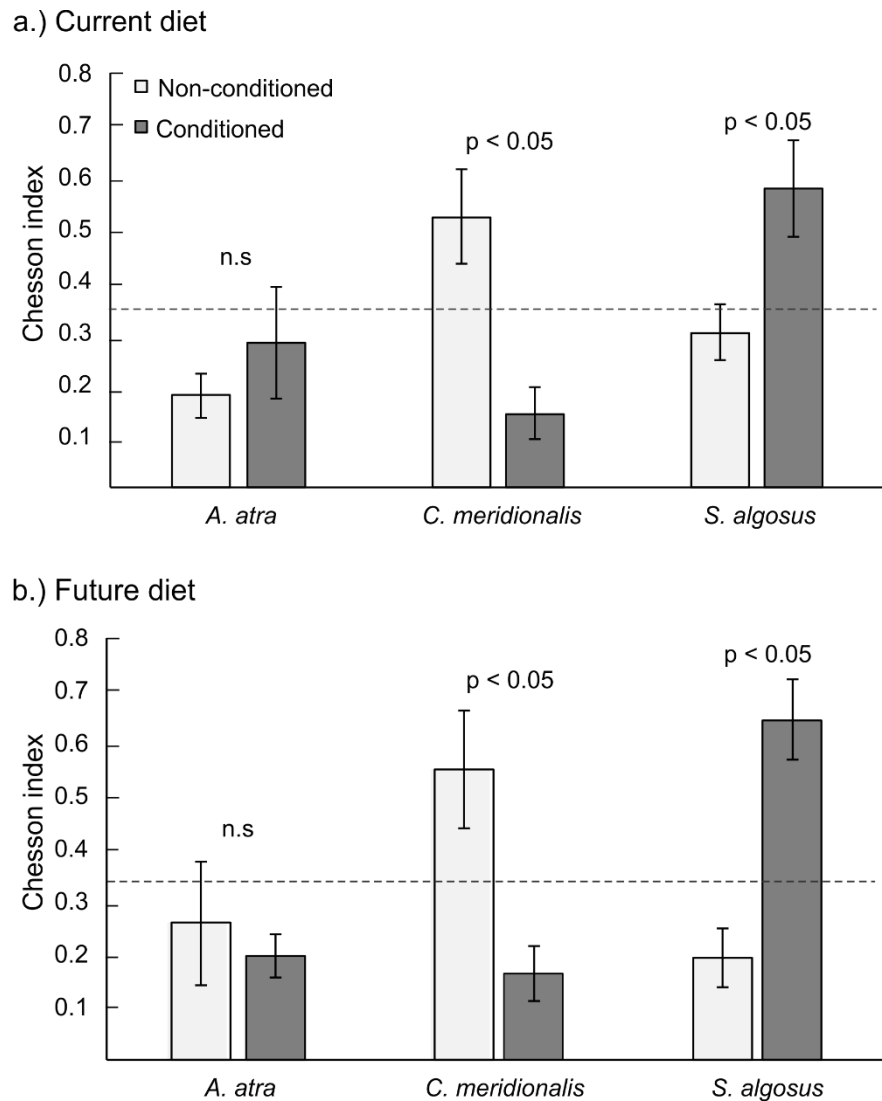 a.) Current diet
0.8
Non-conditioned
0.7
Conditioned
p < 0.05
p < 0.05
0.6
0.5
n.s
0.4
0.3
0.2
0.1
Chesson index
A. atra
C. meridionalis
S. algosus
b.) Future diet
0.8
0.7
p < 0.05
p < 0.05
0.6
0.5
n.s
0.4
0.3
0.2
0.1
Chesson index
A. atra
C. meridionalis
S. algosus